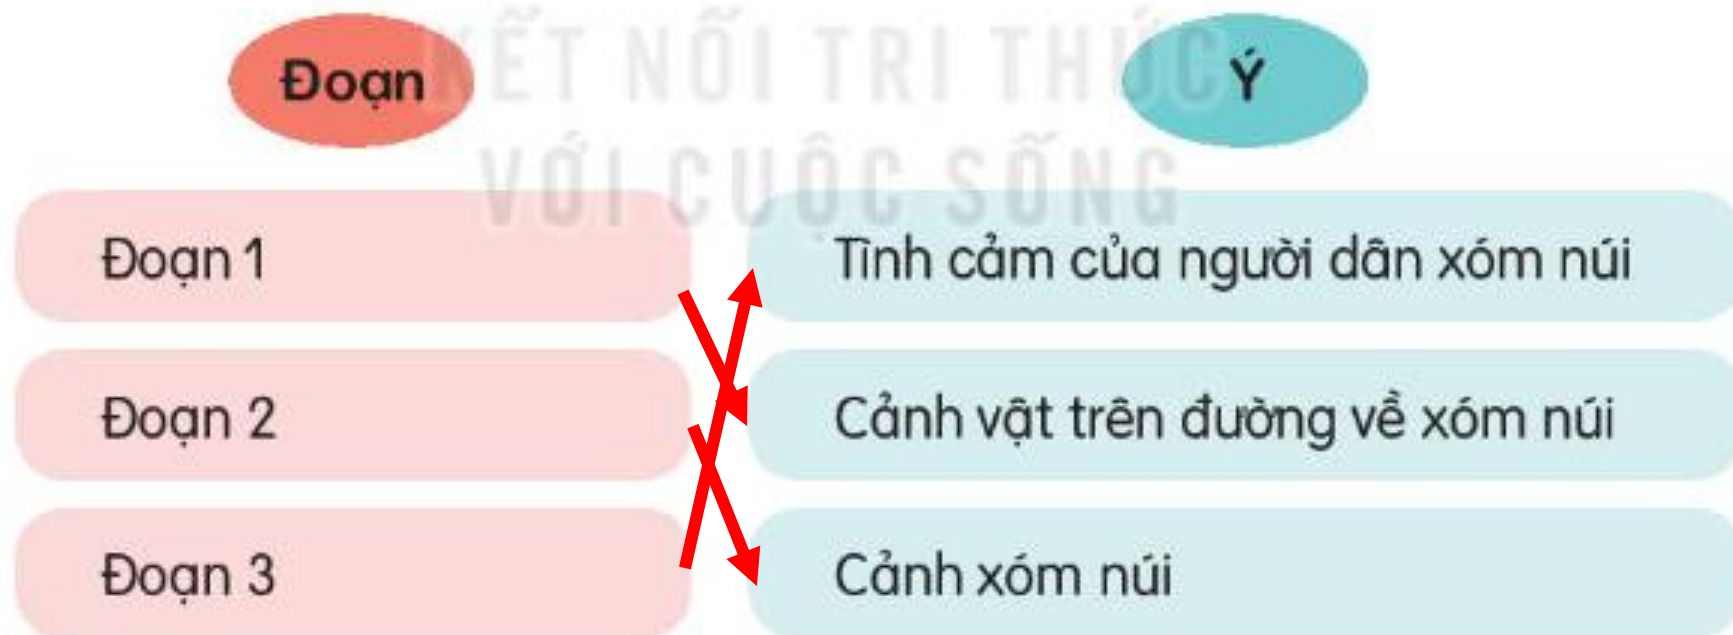 KẾT NỐI TRI THỨC
VỚI CUỘC SỐNG
Đoạn
Ý
Đoạn 1
Tình cảm của người dân xóm núi
Đoạn 2
Cảnh vật trên đường về xóm núi
Đoạn 3
Cảnh xóm núi